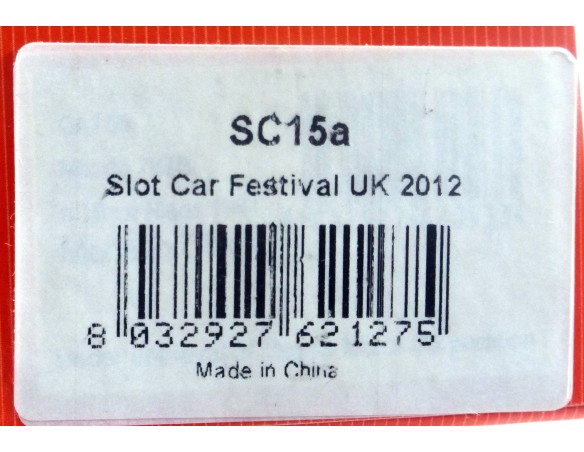 SC15a
Slot Car Festival UK 2012
8 032927 621275
Made in China